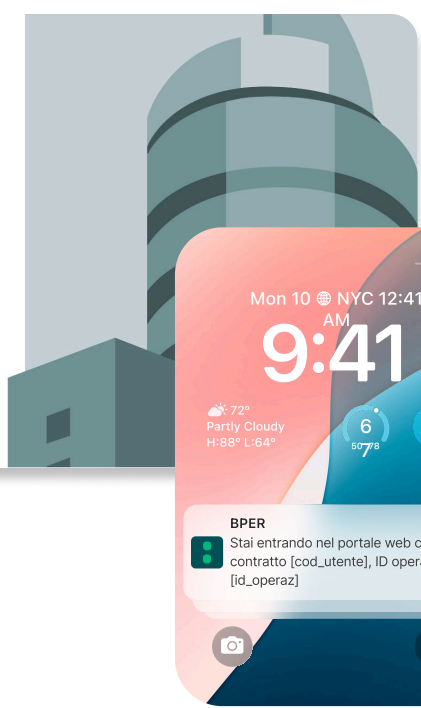 Mon 10 NYC 12:41
AM
9:41
72°
Partly Cloudy
H:88° L:64°
6
50 78
7
BPER
Stai entrando nel portale web
contratto [cod_utente], ID
[id_operaz]